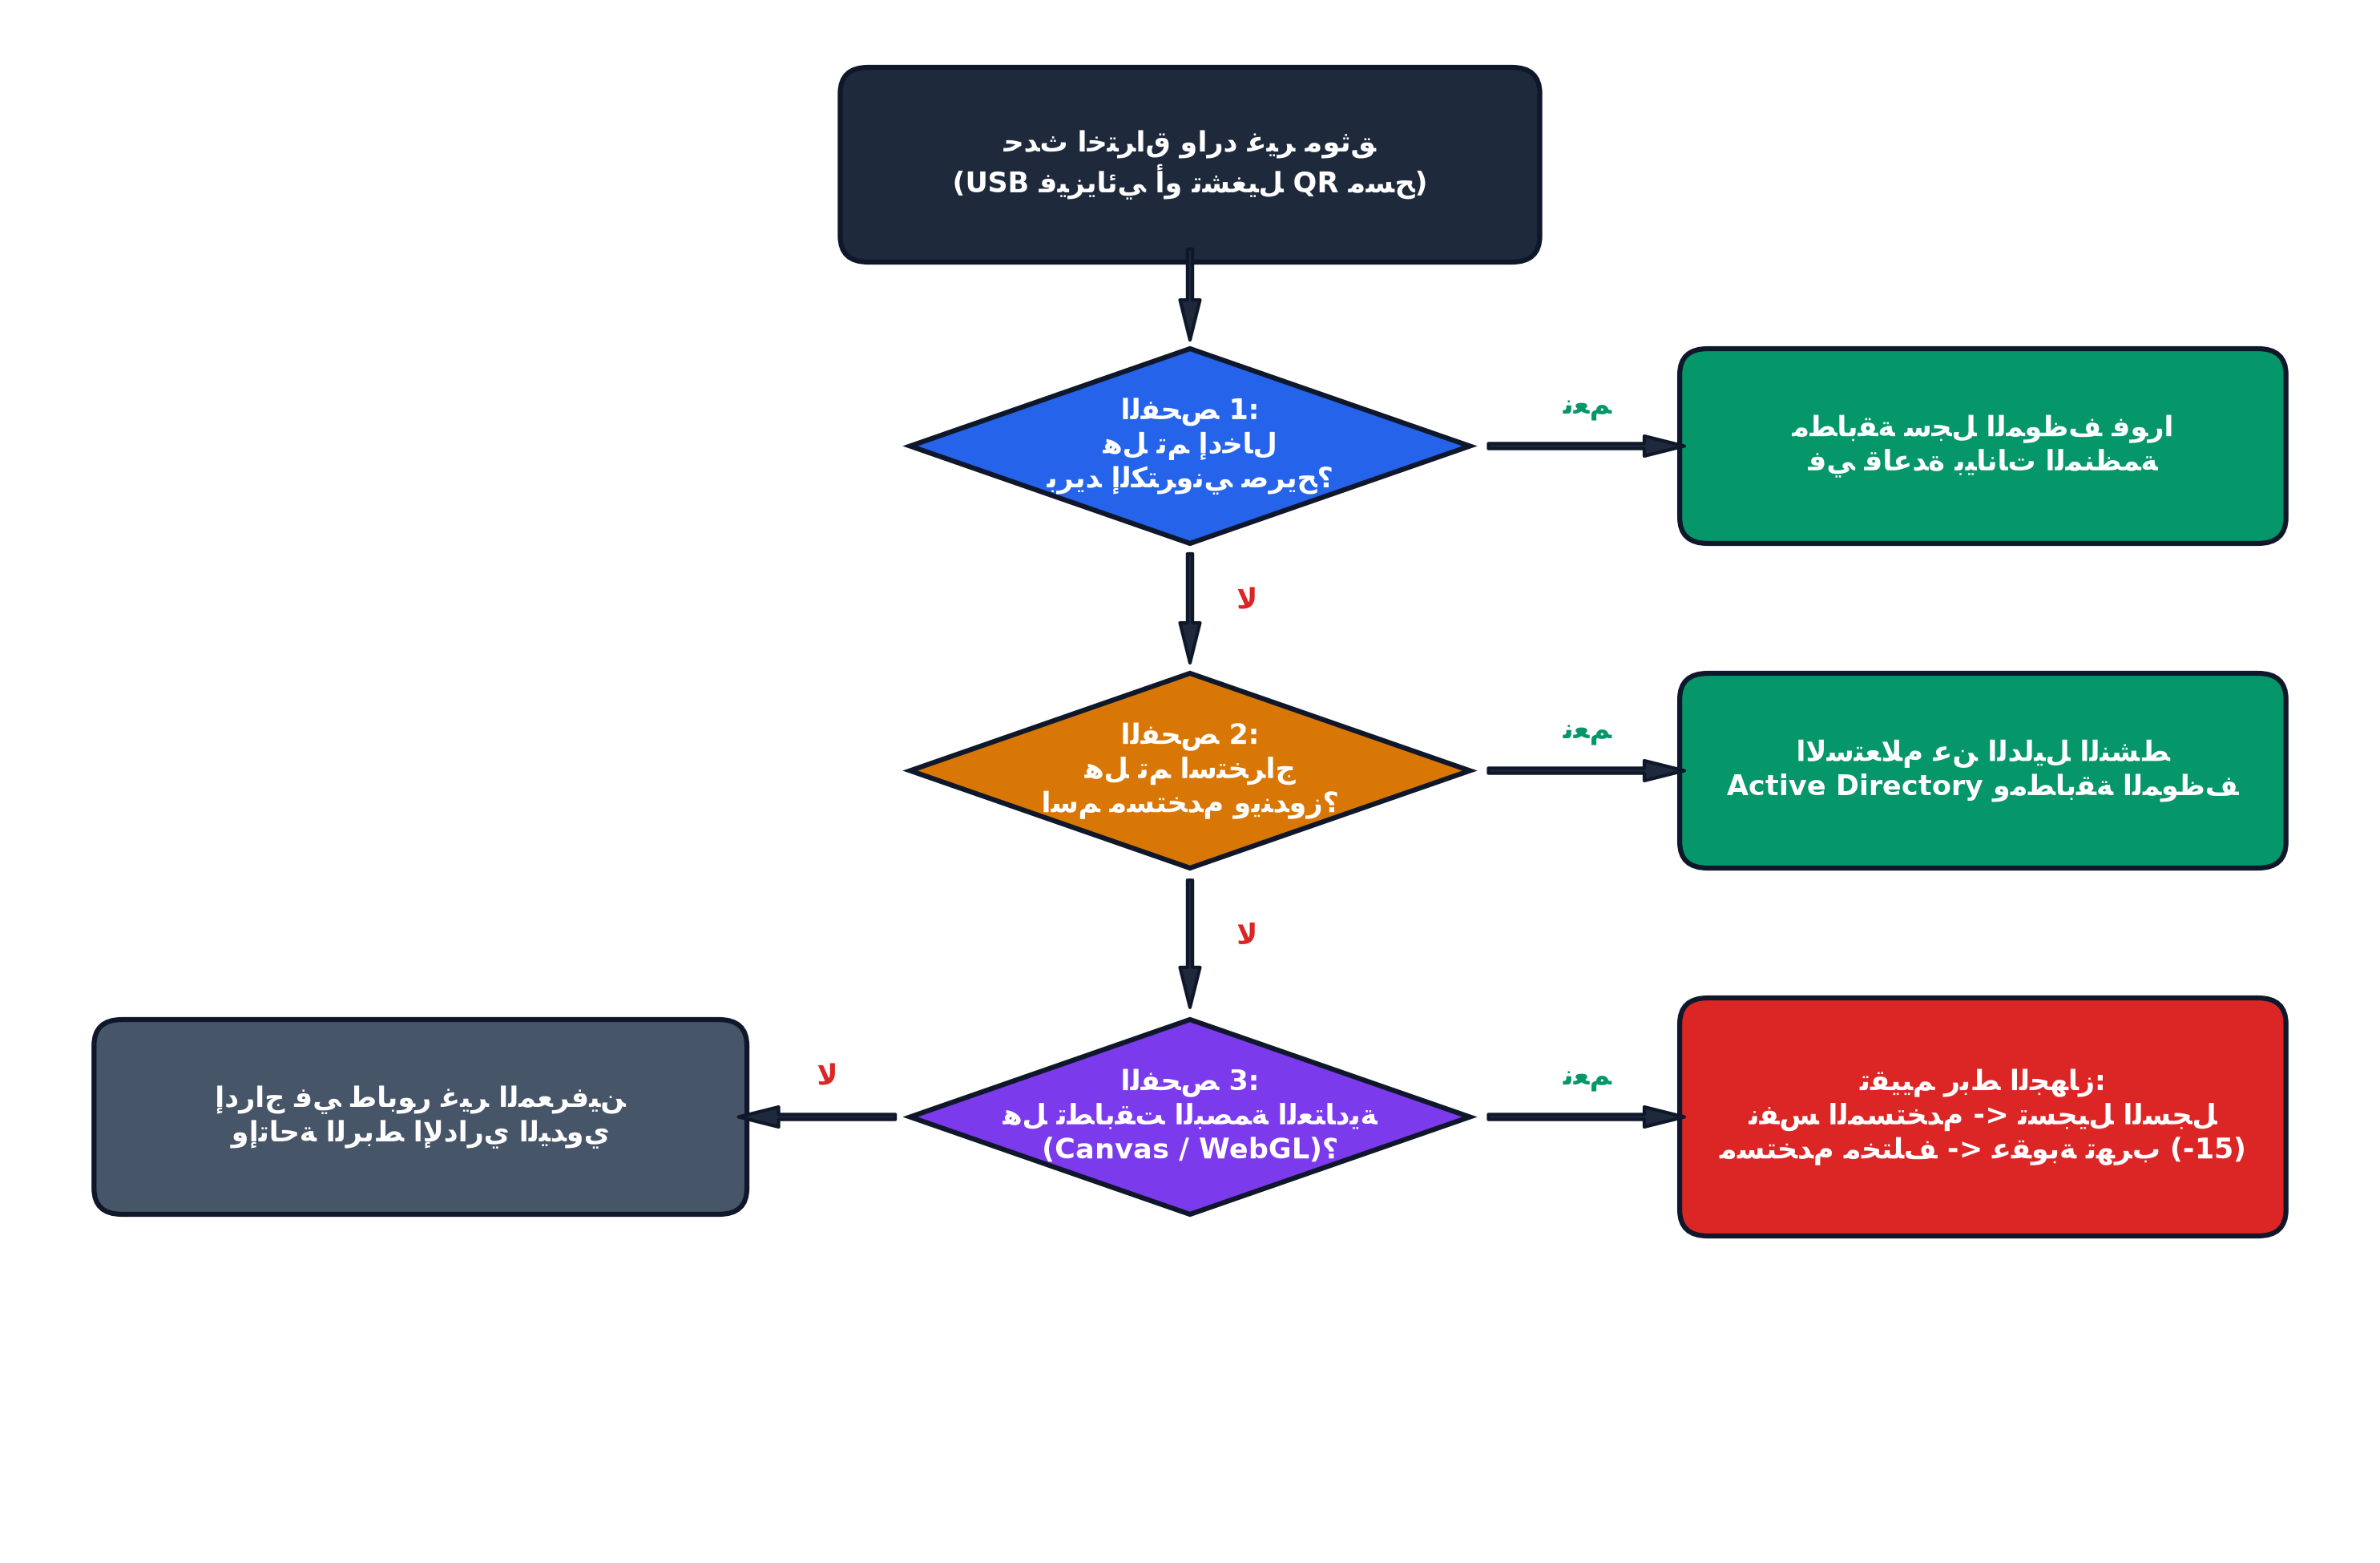 حدث اختراق وارد غير موثق
(USB فيزيائي أو تشغيل QR مسح)
الفحص 1:
هل تم إدخال
بريد إلكتروني صريح؟
نعم
مطابقة سجل الموظف فورا
في قاعدة بيانات المنظمة
لا
الفحص 2:
هل تم استخراج
اسم مستخدم ويندوز؟
نعم
الاستعلام عن الدليل النشط
Active Directory ومطابقة الموظف
لا
الفحص 3:
هل تطابقت البصمة العتادية
(Canvas / WebGL)؟
نعم
تقييم ربط الجهاز:
نفس المستخدم -> تسجيل السجل
مستخدم مختلف -> عقوبة تهرب (-15)
لا
إدراج في طابور غير المعرفين
وإتاحة الربط الإداري اليدوي